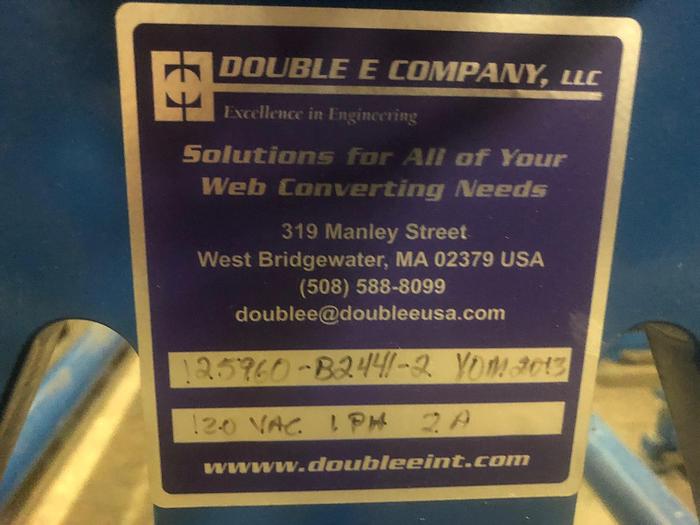 DOUBLE E COMPANY, LLC
Excellence in Engineering
Solutions for All of Your
Web Converting Needs
319 Manley Street
West Bridgewater, MA 02379 USA
(508) 588-8099
doublee@doubleeusa.com
125960-B2441-2 YOM 2013
120 VAC 1 PH 2 A
wwww.doubleeint.com